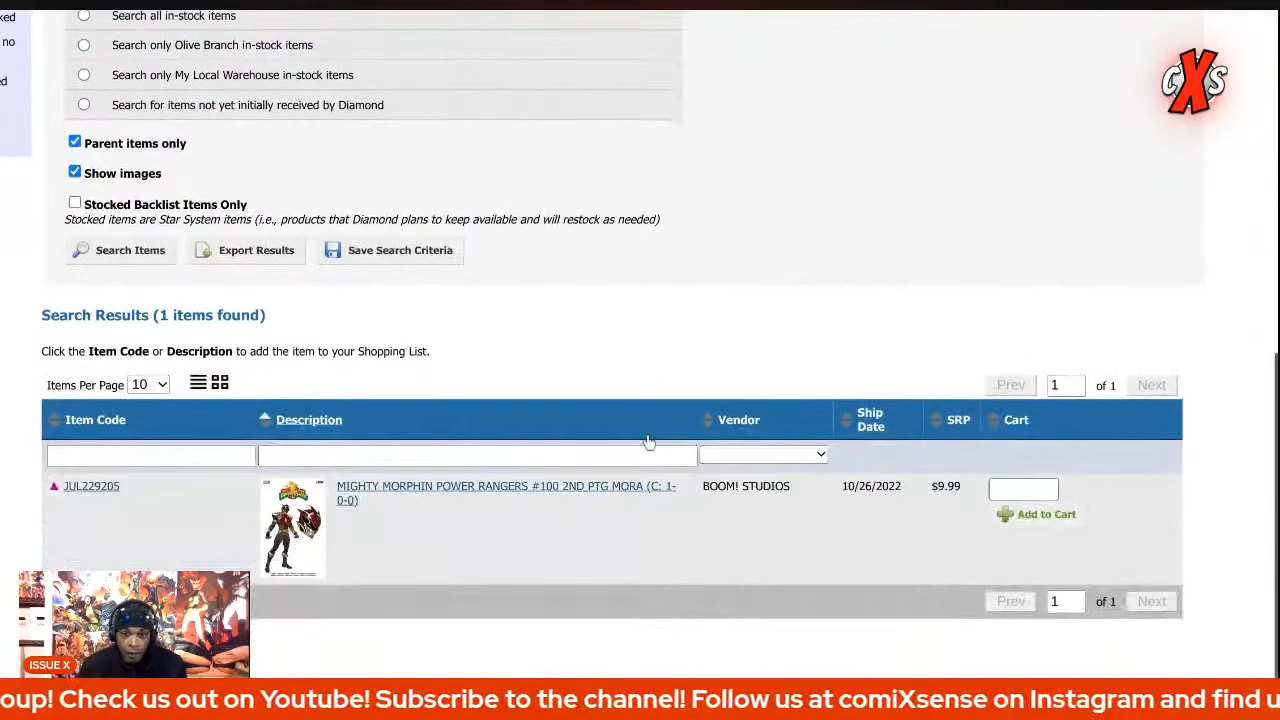 ked
no
ed
Search all in-stock items
Search only Olive Branch in-stock items
Search only My Local Warehouse in-stock items
Search for items not yet initially received by Diamond
cXs
Parent items only
Show images
Stocked Backlist Items Only
Stocked items are Star System items (i.e., products that Diamond plans to keep available and will restock as needed)
Search Items Export Results Save Search Criteria
Search Results (1 items found)
Click the Item Code or Description to add the item to your Shopping List.
Items Per Page 10 Prev 1 of 1 Next
Item Code Description Vendor Ship Date SRP Cart
JUL229205 MIGHTY MORPHIN POWER RANGERS #100 2ND PTG MORA (C: 1-0-0) BOOM! STUDIOS 10/26/2022 $9.99
Add to Cart
Prev 1 of 1 Next
ISSUE X
oup! Check us out on Youtube! Subscribe to the channel! Follow us at comiXsense on Instagram and find u